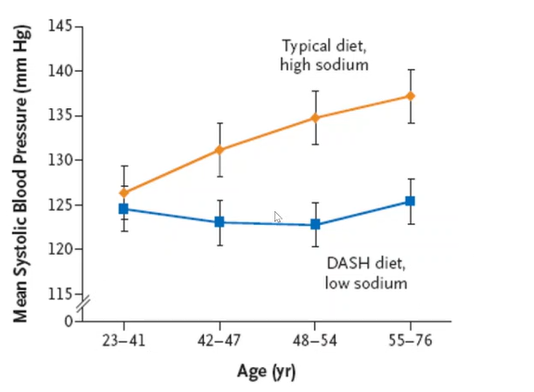 Mean Systolic Blood Pressure (mm Hg)
145
140
135
130
125
120
115
0
Typical diet,
high sodium
DASH diet,
low sodium
23–41
42–47
48–54
55–76
Age (yr)